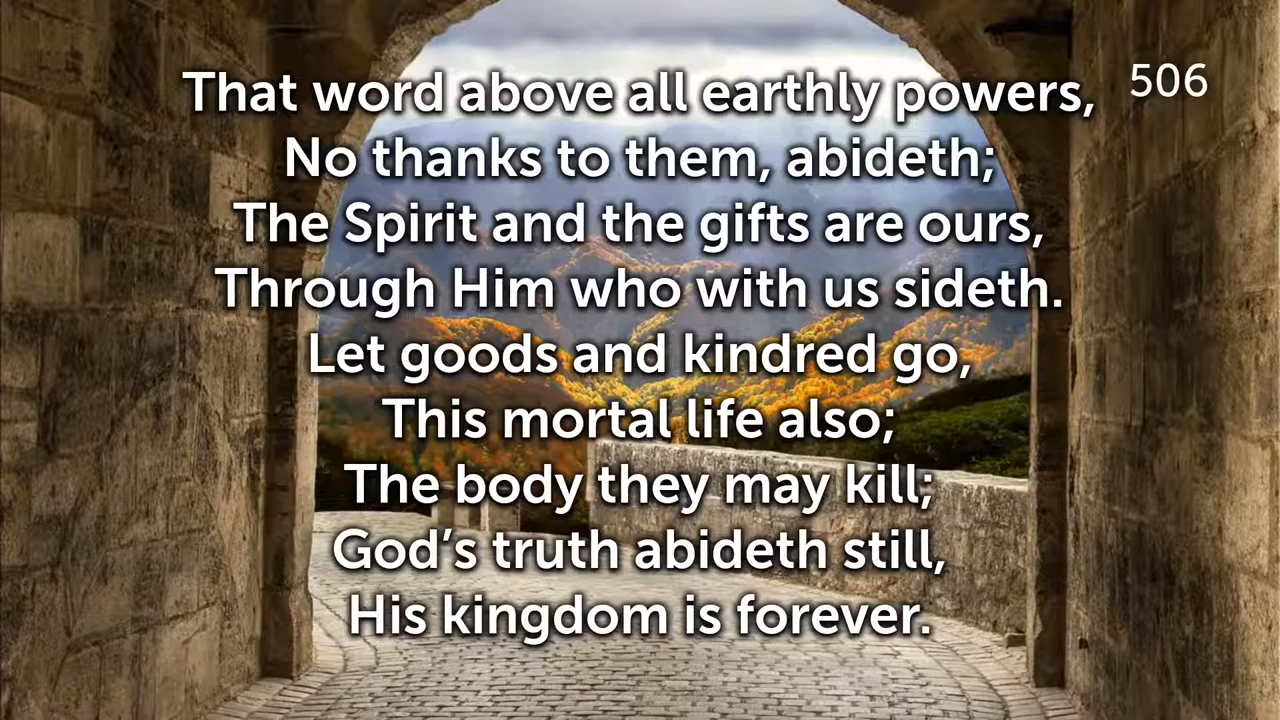 506
That word above all earthly powers,
No thanks to them, abideth;
The Spirit and the gifts are ours,
Through Him who with us sideth.
Let goods and kindred go,
This mortal life also;
The body they may kill;
God’s truth abideth still,
His kingdom is forever.